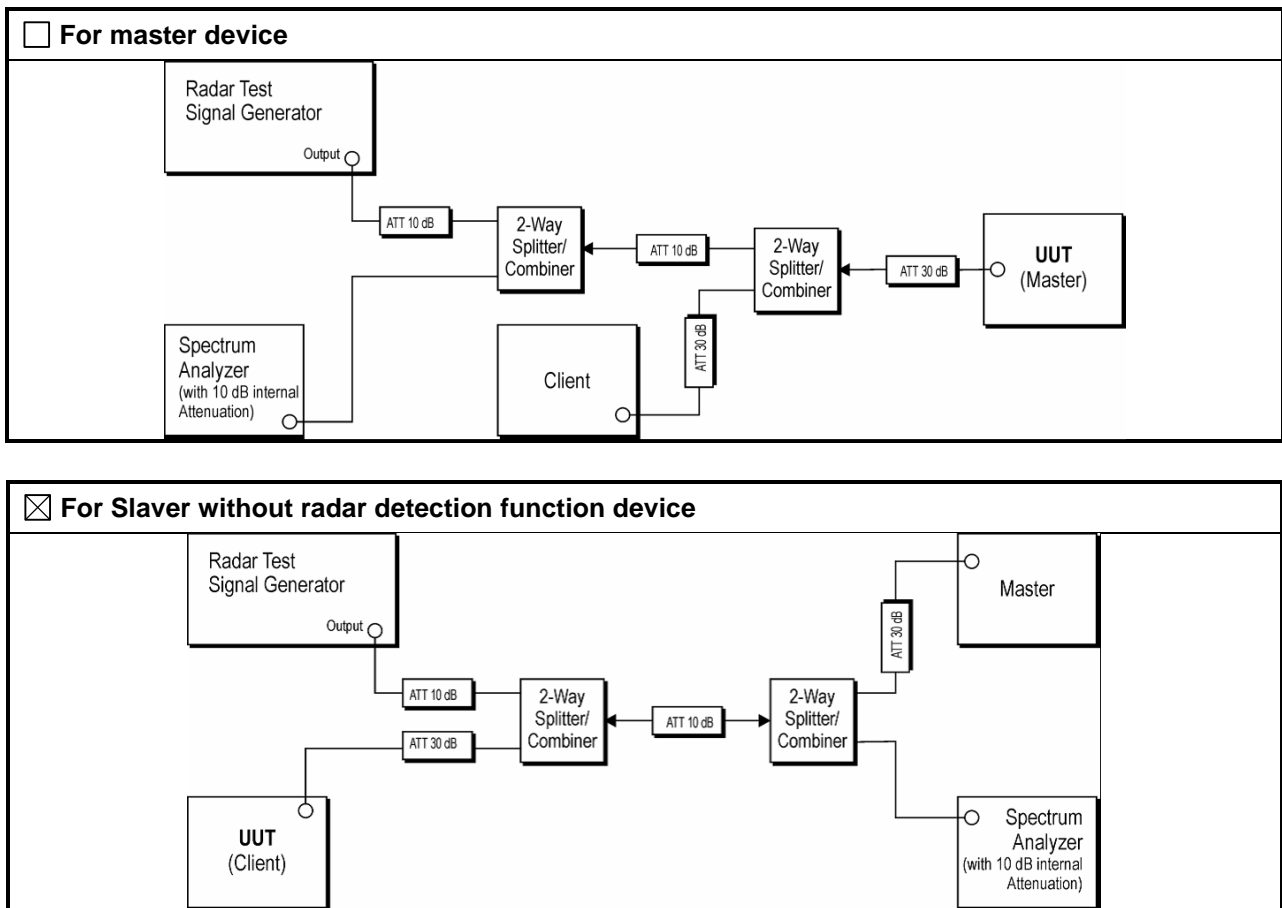 ☐ For master device
Radar Test
Signal Generator
Output
ATT 10 dB
2-Way
Splitter/
Combiner
ATT 10 dB
2-Way
Splitter/
Combiner
ATT 30 dB
UUT
(Master)
Spectrum
Analyzer
(with 10 dB internal
Attenuation)
Client
ATT 30 dB
☒ For Slaver without radar detection function device
Radar Test
Signal Generator
Output
Master
ATT 30 dB
ATT 10 dB
2-Way
Splitter/
Combiner
ATT 10 dB
2-Way
Splitter/
Combiner
ATT 30 dB
UUT
(Client)
Spectrum
Analyzer
(with 10 dB internal
Attenuation)